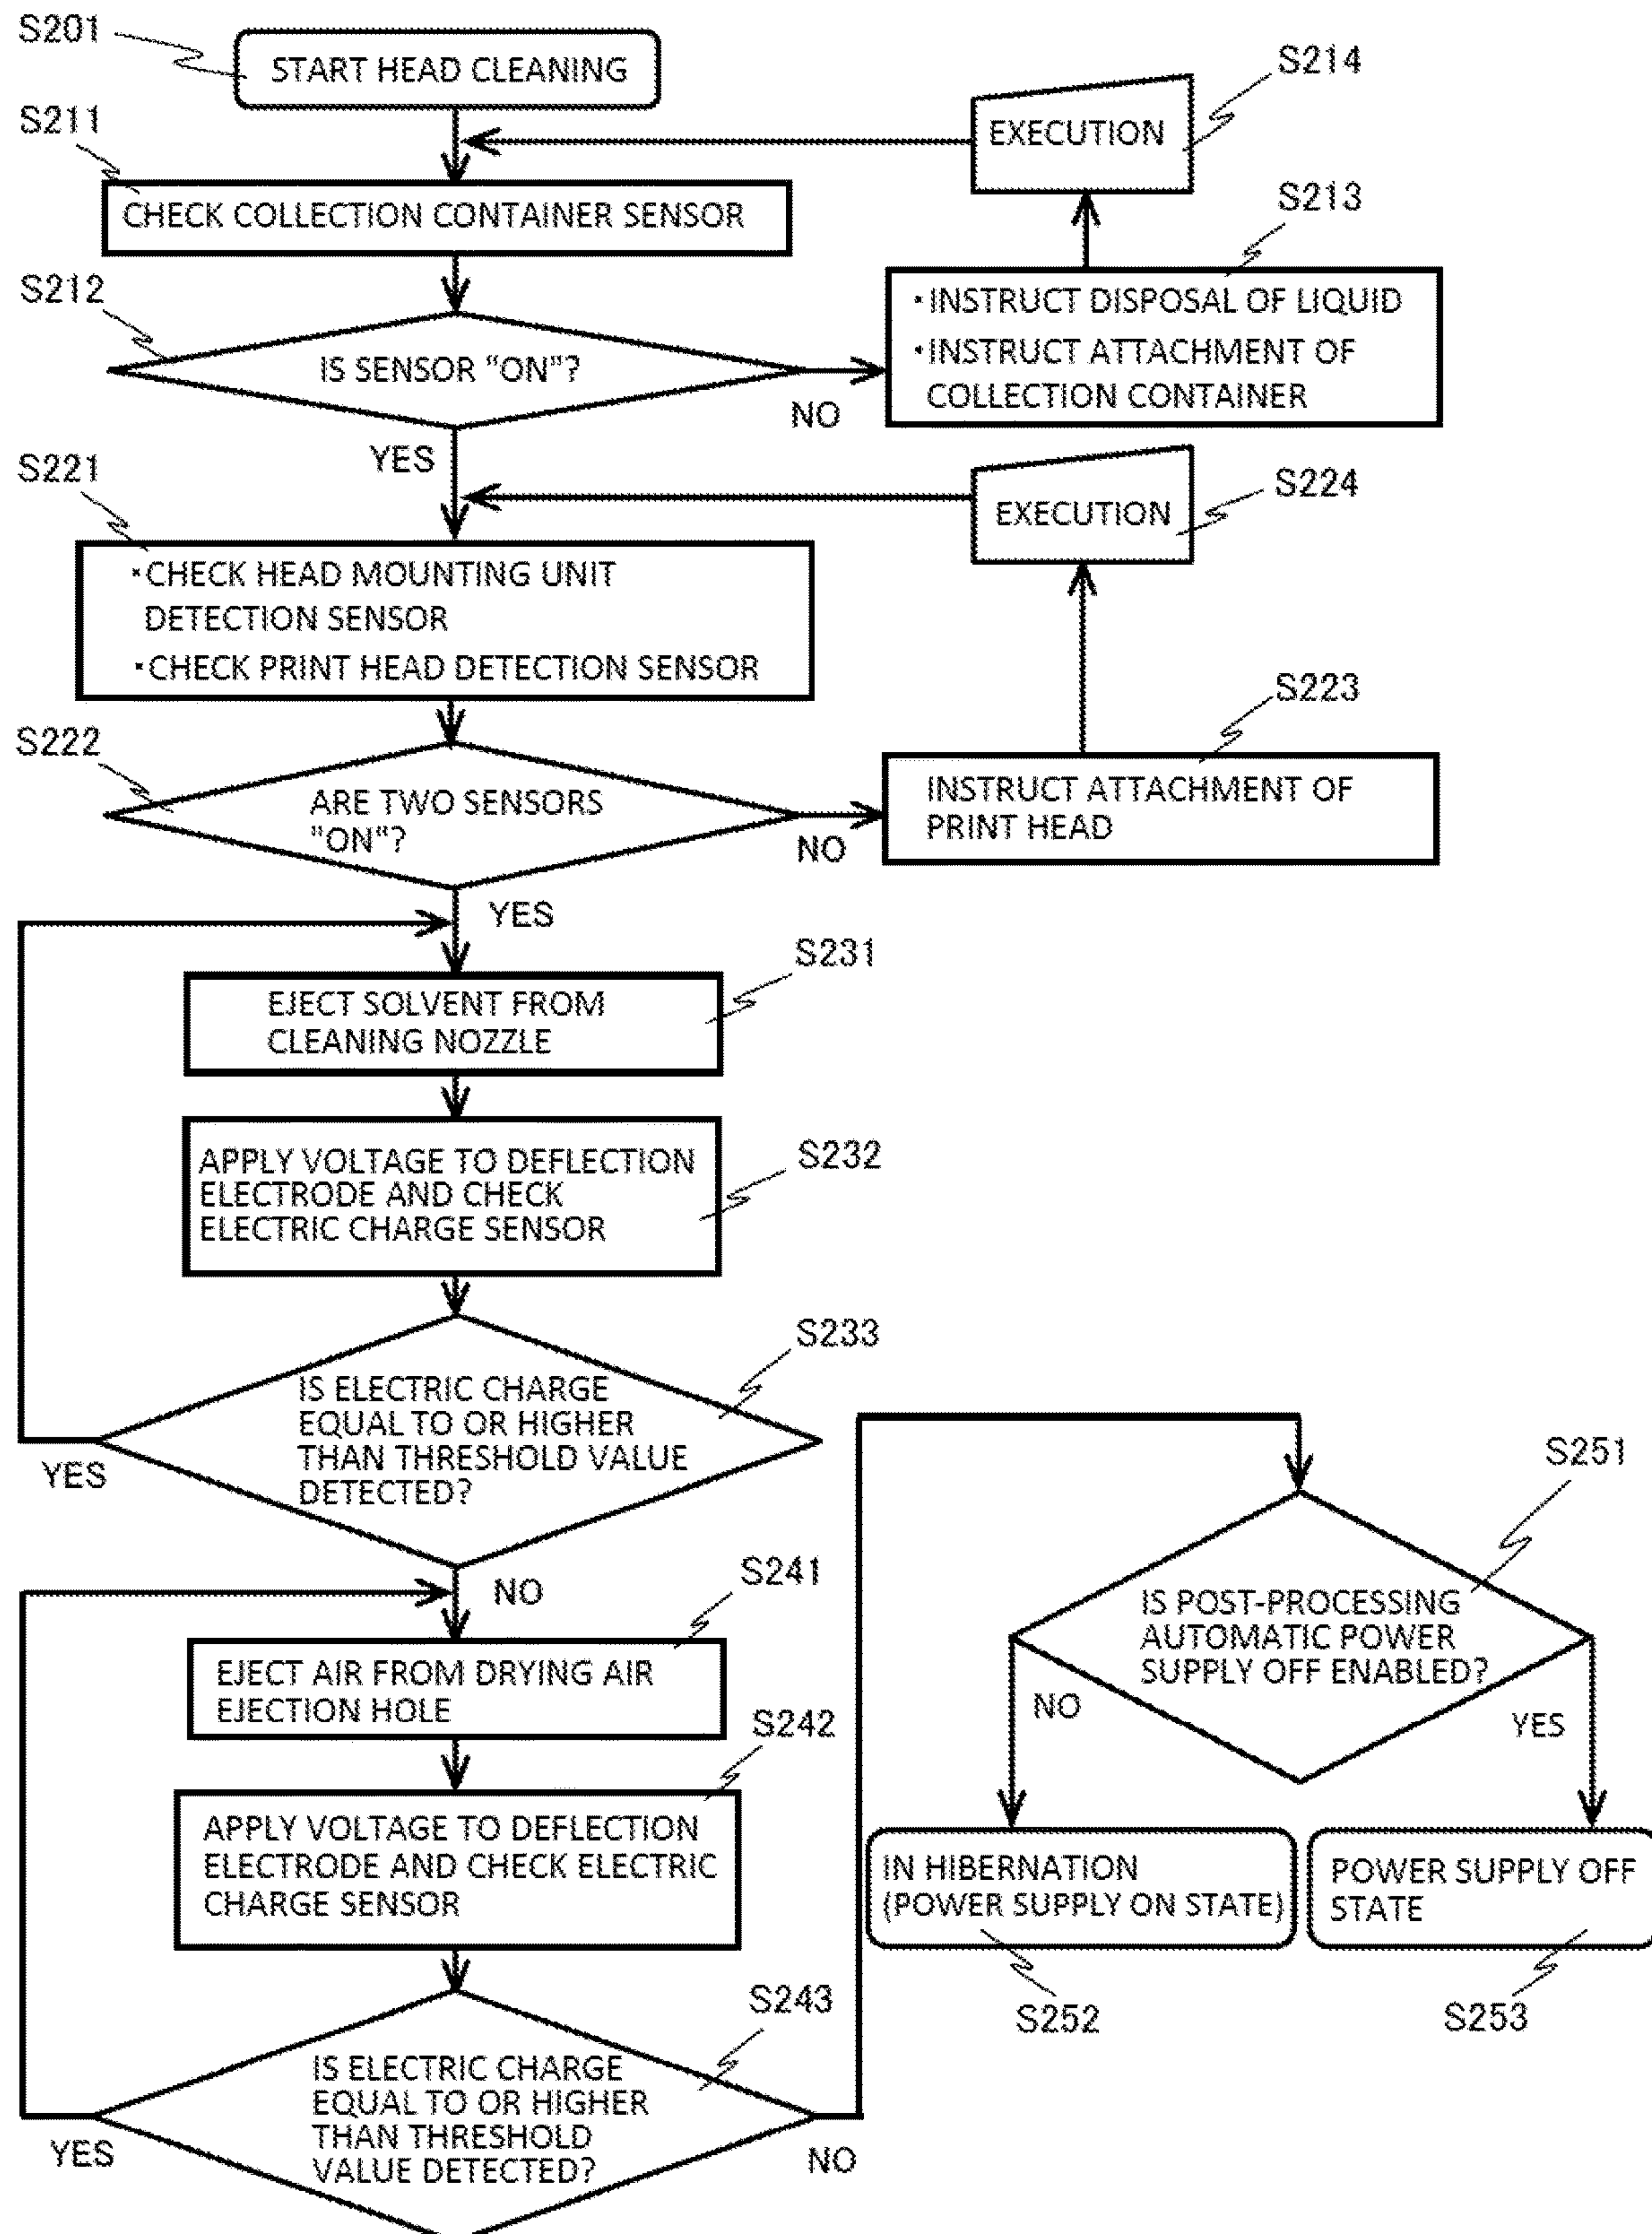 S201
START HEAD CLEANING
S214
EXECUTION
S211
CHECK COLLECTION CONTAINER SENSOR
S213
・INSTRUCT DISPOSAL OF LIQUID
・INSTRUCT ATTACHMENT OF
COLLECTION CONTAINER
S212
IS SENSOR "ON"?
NO
YES
S221
・CHECK HEAD MOUNTING UNIT
DETECTION SENSOR
・CHECK PRINT HEAD DETECTION SENSOR
S224
EXECUTION
S223
INSTRUCT ATTACHMENT OF
PRINT HEAD
S222
ARE TWO SENSORS
"ON"?
NO
YES
S231
EJECT SOLVENT FROM
CLEANING NOZZLE
S232
APPLY VOLTAGE TO DEFLECTION
ELECTRODE AND CHECK
ELECTRIC CHARGE SENSOR
S233
IS ELECTRIC CHARGE
EQUAL TO OR HIGHER
THAN THRESHOLD VALUE
DETECTED?
YES
NO
S241
EJECT AIR FROM DRYING AIR
EJECTION HOLE
S242
APPLY VOLTAGE TO DEFLECTION
ELECTRODE AND CHECK ELECTRIC
CHARGE SENSOR
S243
IS ELECTRIC CHARGE
EQUAL TO OR HIGHER
THAN THRESHOLD
VALUE DETECTED?
YES
NO
S251
IS POST-PROCESSING
AUTOMATIC POWER
SUPPLY OFF ENABLED?
NO
YES
IN HIBERNATION
(POWER SUPPLY ON STATE)
S252
POWER SUPPLY OFF
STATE
S253